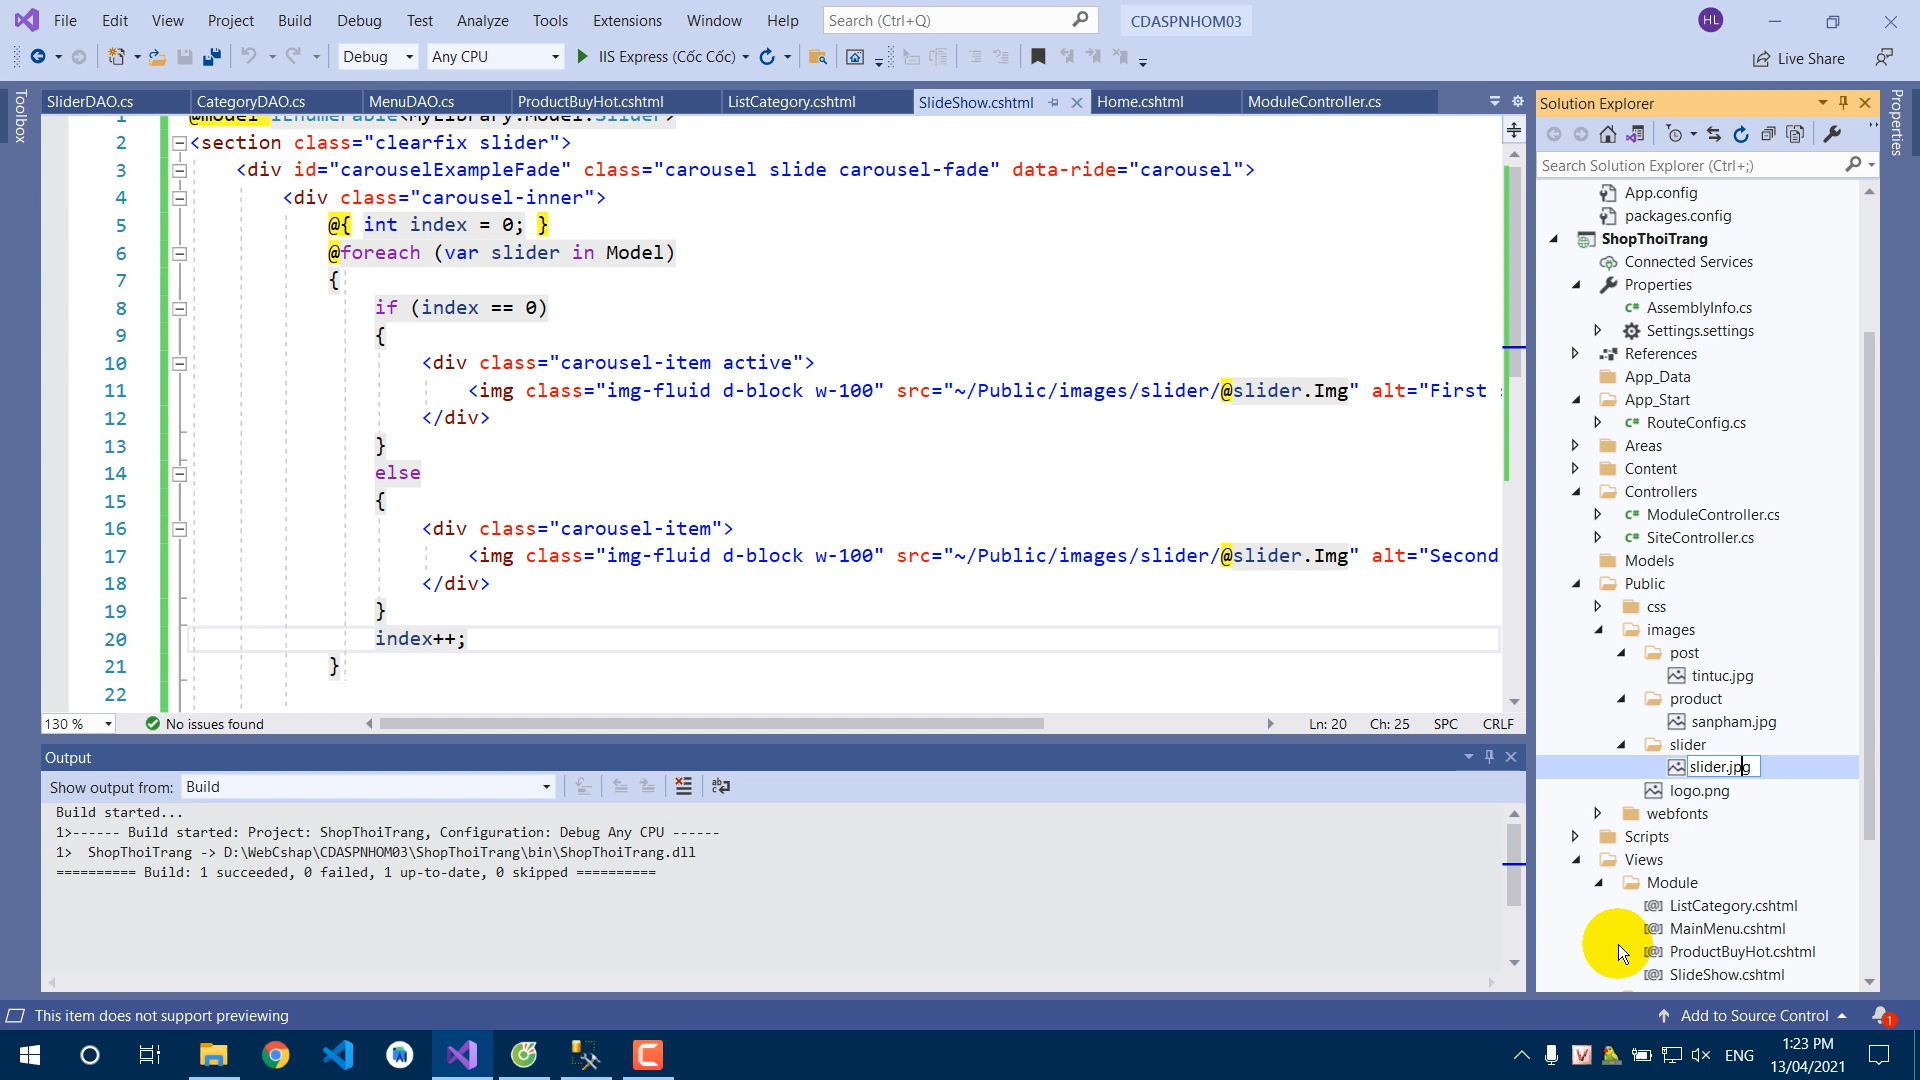 File Edit View Project Build Debug Test Analyze Tools Extensions Window Help Search (Ctrl+Q) CDASPNHOM03 HL
Debug Any CPU IIS Express (Cốc Cốc) Live Share
Toolbox
SliderDAO.cs CategoryDAO.cs MenuDAO.cs ProductBuyHot.cshtml ListCategory.cshtml SlideShow.cshtml Home.cshtml ModuleController.cs
1 @model IEnumerable<MyLibrary.Model.Slider>
2 <section class="clearfix slider">
3 <div id="carouselExampleFade" class="carousel slide carousel-fade" data-ride="carousel">
4 <div class="carousel-inner">
5 @{ int index = 0; }
6 @foreach (var slider in Model)
7 {
8 if (index == 0)
9 {
10 <div class="carousel-item active">
11 <img class="img-fluid d-block w-100" src="~/Public/images/slider/@slider.Img" alt="First
12 </div>
13 }
14 else
15 {
16 <div class="carousel-item">
17 <img class="img-fluid d-block w-100" src="~/Public/images/slider/@slider.Img" alt="Second
18 </div>
19 }
20 index++;
21 }
22
130 % No issues found Ln: 20 Ch: 25 SPC CRLF
Output
Show output from: Build
Build started...
1>------ Build started: Project: ShopThoiTrang, Configuration: Debug Any CPU ------
1> ShopThoiTrang -> D:\WebCshap\CDASPNHOM03\ShopThoiTrang\bin\ShopThoiTrang.dll
========== Build: 1 succeeded, 0 failed, 1 up-to-date, 0 skipped ==========
Solution Explorer
Search Solution Explorer (Ctrl+;)
App.config
packages.config
ShopThoiTrang
Connected Services
Properties
C# AssemblyInfo.cs
Settings.settings
References
App_Data
App_Start
C# RouteConfig.cs
Areas
Content
Controllers
C# ModuleController.cs
C# SiteController.cs
Models
Public
css
images
post
tintuc.jpg
product
sanpham.jpg
slider
slider.jpg
logo.png
webfonts
Scripts
Views
Module
[@] ListCategory.cshtml
[@] MainMenu.cshtml
[@] ProductBuyHot.cshtml
[@] SlideShow.cshtml
Properties
This item does not support previewing Add to Source Control 1
ENG 1:23 PM
13/04/2021